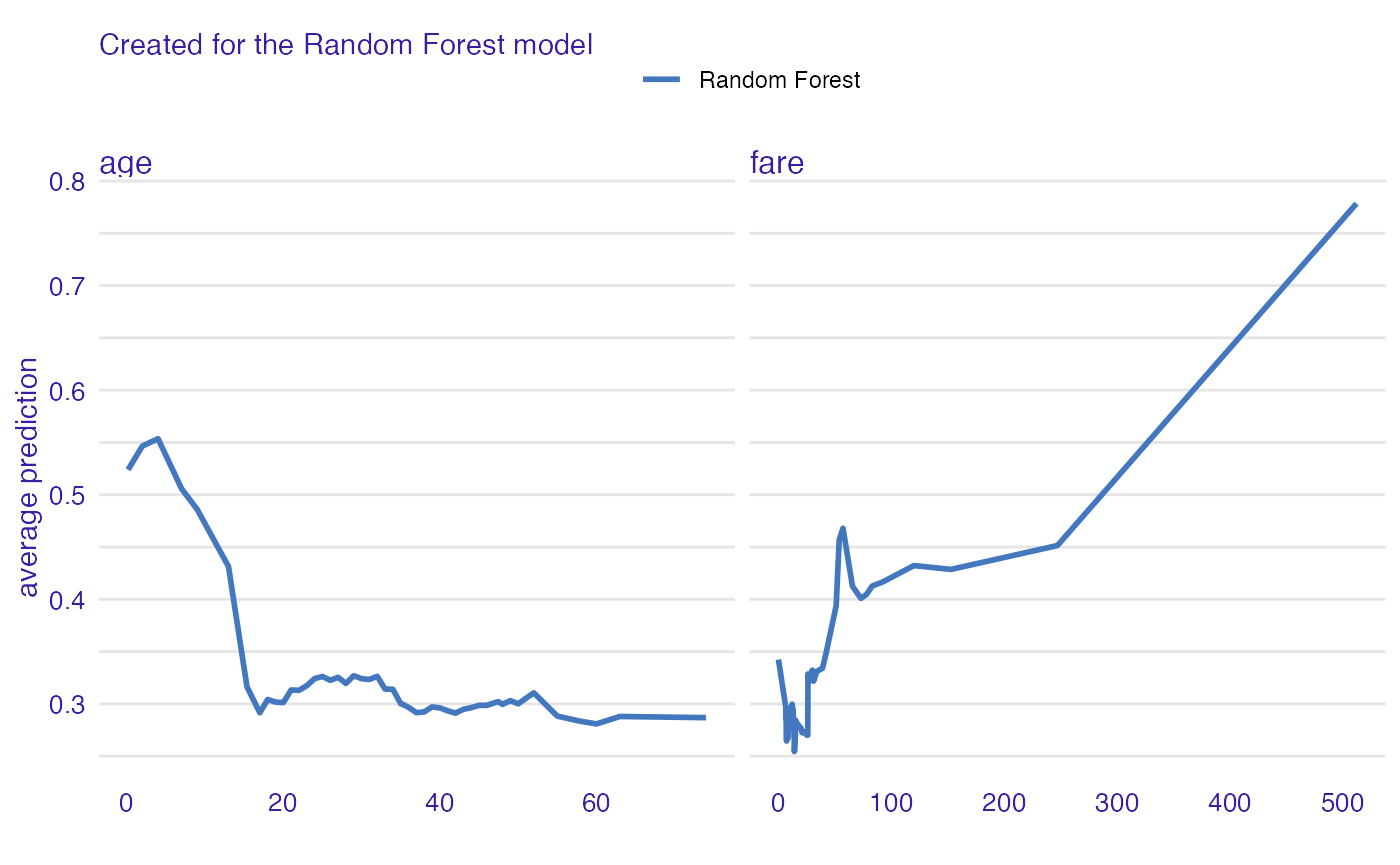 Created for the Random Forest model
Random Forest
age
fare
average prediction
0.8
0.7
0.6
0.5
0.4
0.3
0 20 40 60
0 100 200 300 400 500